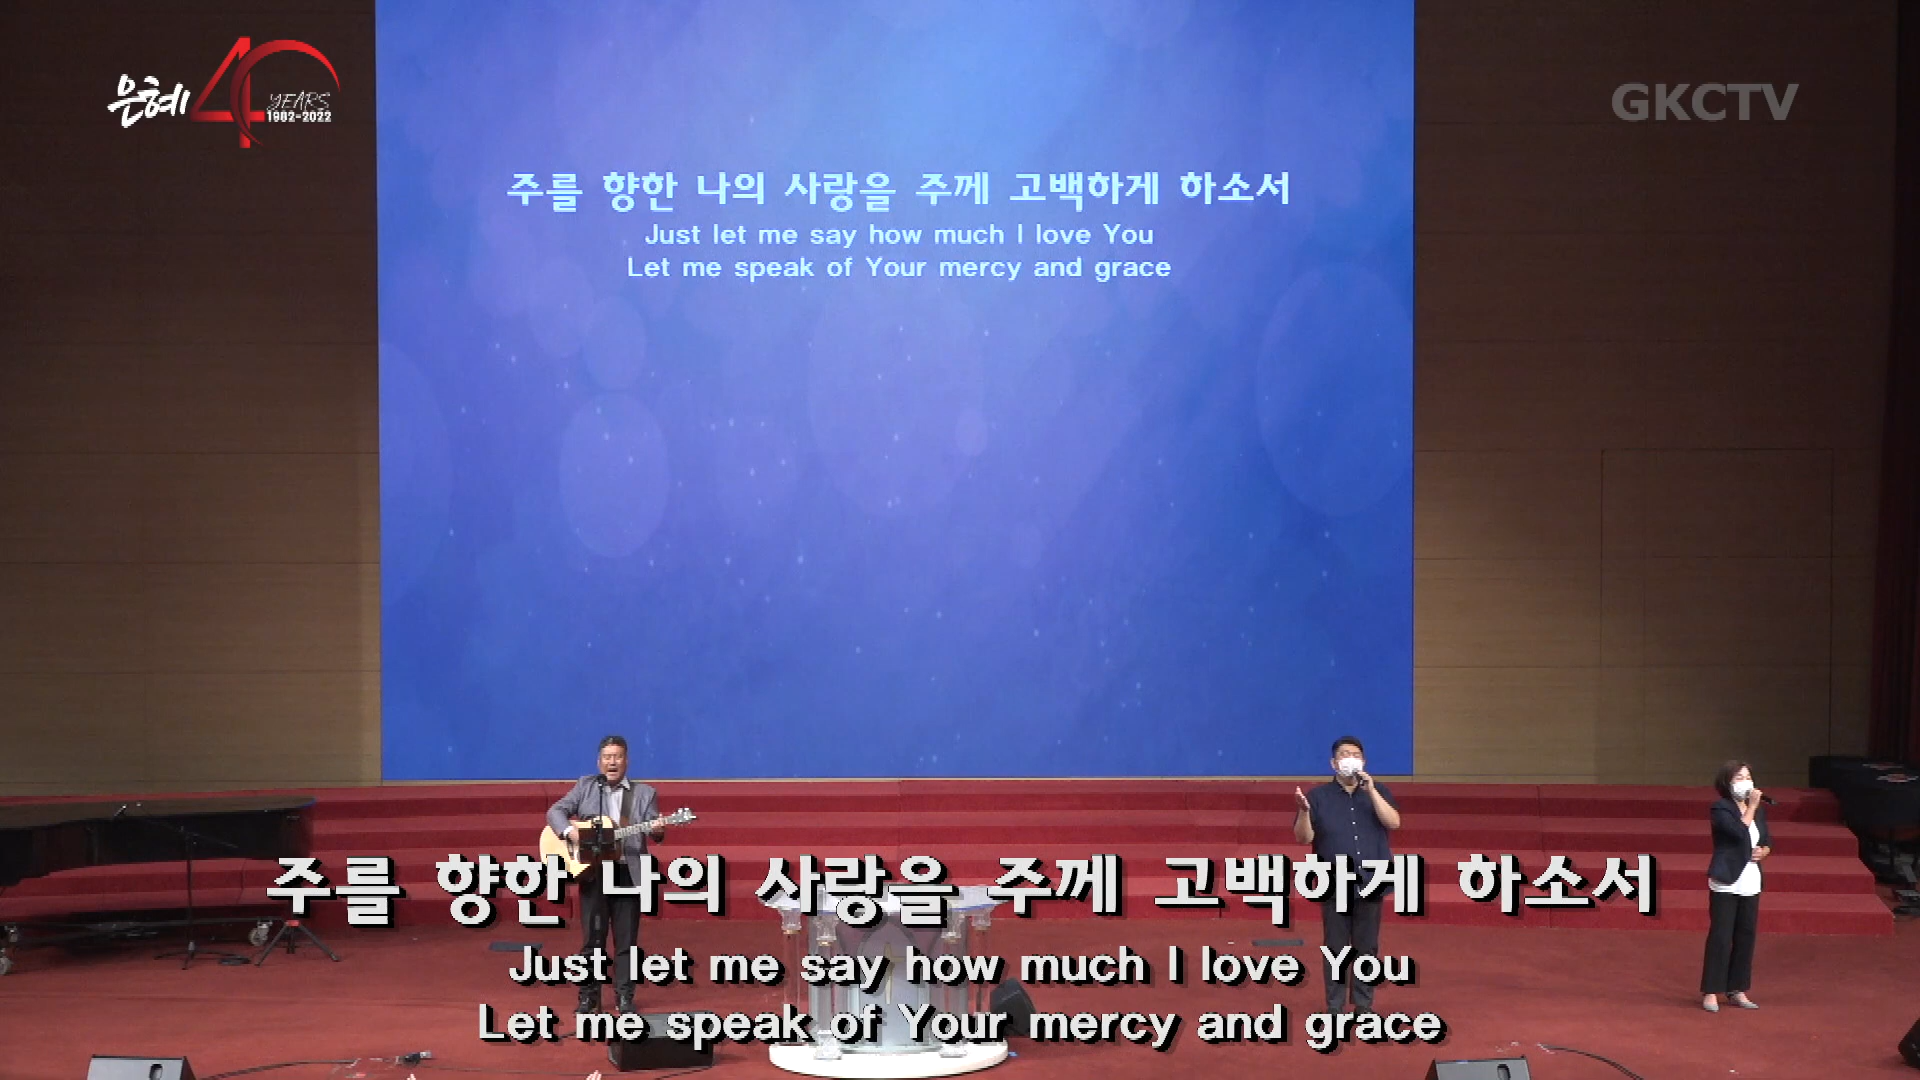 은혜 40 YEARS
1982-2022
GKCTV
주를 향한 나의 사랑을 주께 고백하게 하소서
Just let me say how much I love You
Let me speak of Your mercy and grace
주를 향한 나의 사랑을 주께 고백하게 하소서
Just let me say how much I love You
Let me speak of Your mercy and grace